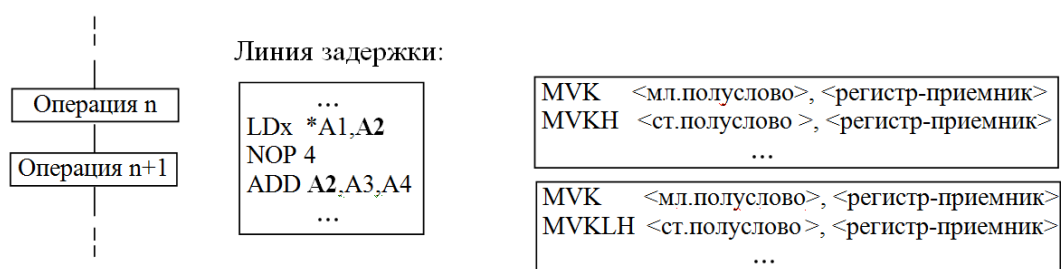 Линия задержки:
Операция n
Операция n+1
...
LDx *A1,A2
NOP 4
ADD A2,A3,A4
...
MVK <мл.полуслово>, <регистр-приемник>
MVKH <ст.полуслово >, <регистр-приемник>
...
MVK <мл.полуслово>, <регистр-приемник>
MVKLH <ст.полуслово >, <регистр-приемник>
...